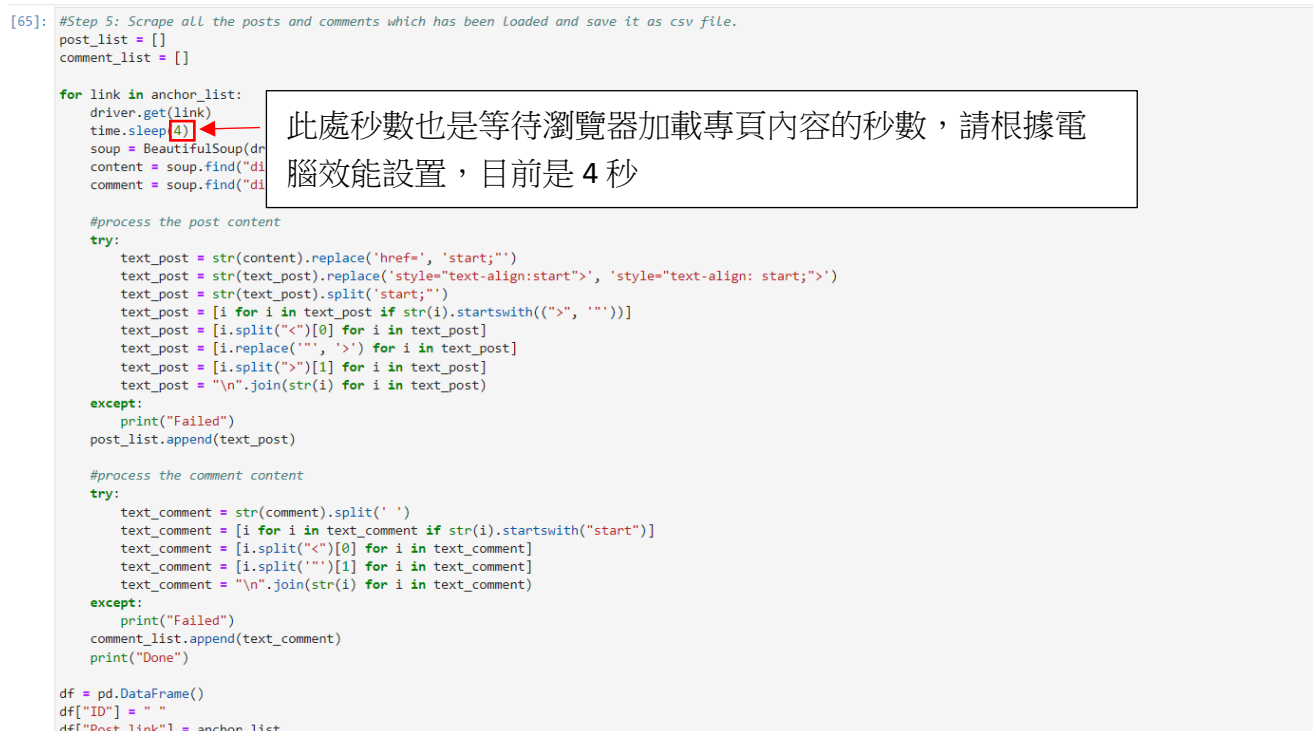 [65]: #Step 5: Scrape all the posts and comments which has been loaded and save it as csv file.
post_list = []
comment_list = []
for link in anchor_list:
    driver.get(link)
    time.sleep(4)
此處秒數也是等待瀏覽器加載專頁內容的秒數，請根據電
腦效能設置，目前是 4 秒
    soup = BeautifulSoup(dr
    content = soup.find("di
    comment = soup.find("di
    #process the post content
    try:
        text_post = str(content).replace('href=', 'start;"')
        text_post = str(text_post).replace('style="text-align:start">', 'style="text-align: start;">')
        text_post = str(text_post).split('start;"')
        text_post = [i for i in text_post if str(i).startswith((">", '"'))]
        text_post = [i.split("<")[0] for i in text_post]
        text_post = [i.replace('"', '>') for i in text_post]
        text_post = [i.split(">")[1] for i in text_post]
        text_post = "\n".join(str(i) for i in text_post)
    except:
        print("Failed")
    post_list.append(text_post)
    #process the comment content
    try:
        text_comment = str(comment).split(' ')
        text_comment = [i for i in text_comment if str(i).startswith("start")]
        text_comment = [i.split("<")[0] for i in text_comment]
        text_comment = [i.split('"')[1] for i in text_comment]
        text_comment = "\n".join(str(i) for i in text_comment)
    except:
        print("Failed")
    comment_list.append(text_comment)
    print("Done")
df = pd.DataFrame()
df["ID"] = " "
df["Post link"] = anchor_list